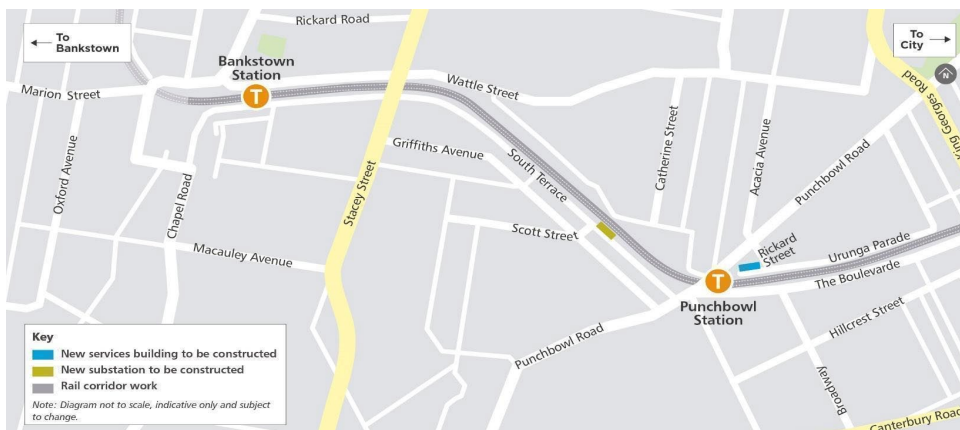 To
Bankstown
To
City
N
Rickard Road
Bankstown
Station
T
Marion Street
Wattle Street
King Georges Road
Oxford Avenue
Chapel Road
Griffiths Avenue
Stacey Street
South Terrace
Catherine Street
Acacia Avenue
Punchbowl Road
Scott Street
Macauley Avenue
Rickard
Street
Urunga Parade
The Boulevarde
T
Punchbowl
Station
Hillcrest Street
Punchbowl Road
Broadway
Canterbury Road
Key
New services building to be constructed
New substation to be constructed
Rail corridor work
Note: Diagram not to scale, indicative only and subject
to change.